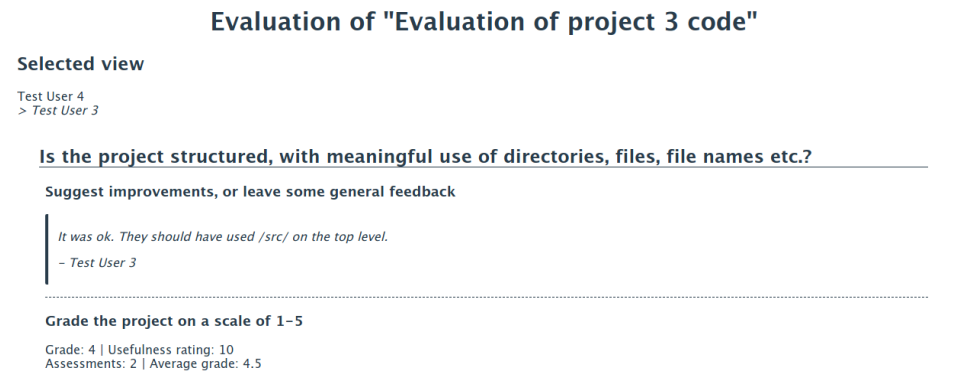 Evaluation of "Evaluation of project 3 code"
Selected view
Test User 4
> Test User 3
Is the project structured, with meaningful use of directories, files, file names etc.?
Suggest improvements, or leave some general feedback
It was ok. They should have used /src/ on the top level.
– Test User 3
Grade the project on a scale of 1–5
Grade: 4 | Usefulness rating: 10
Assessments: 2 | Average grade: 4.5